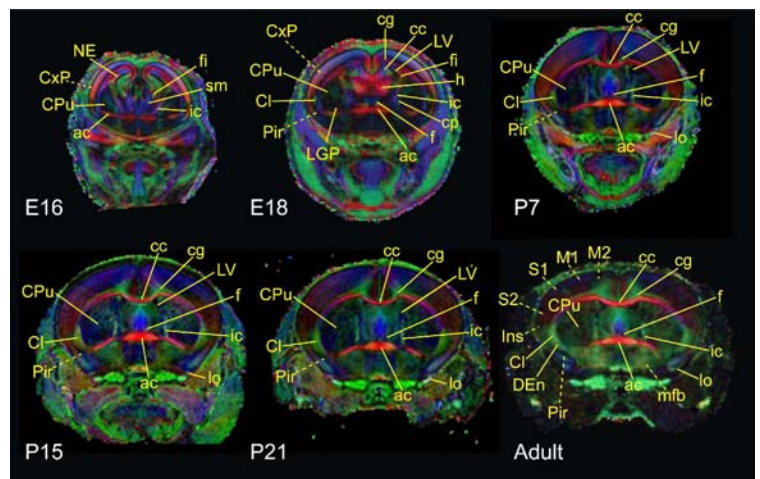 NE
CxP
CPu
ac
fi
sm
ic
E16
CxP
CPu
Cl
Pir
LGP
cg
cc
LV
fi
h
ic
cp
f
ac
E18
cc
cg
LV
CPu
Cl
Pir
f
ic
lo
ac
P7
cc
cg
LV
CPu
f
ic
Cl
Pir
lo
ac
P15
cc
cg
LV
CPu
f
ic
Cl
Pir
lo
ac
P21
S1
M1
M2
cc
cg
S2
CPu
f
Ins
ic
Cl
DEn
lo
Pir
ac
mfb
Adult